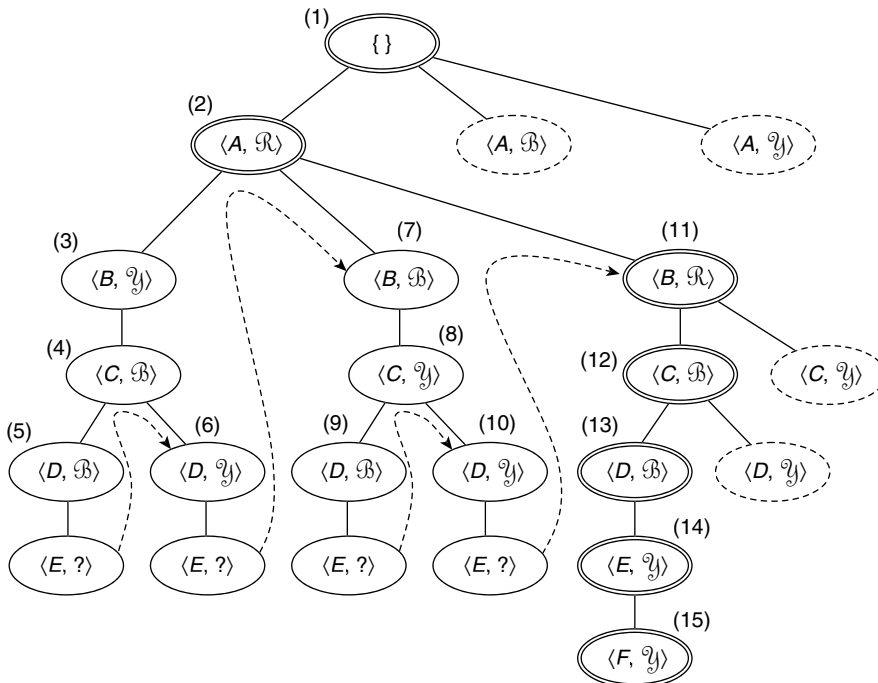 (1)
{ }
(2)
⟨A, ℛ⟩ ⟨A, ℬ⟩ ⟨A, 𝒴⟩
(3) (7) (11)
⟨B, 𝒴⟩ ⟨B, ℬ⟩ ⟨B, ℛ⟩
(4) (8) (12)
⟨C, ℬ⟩ ⟨C, 𝒴⟩ ⟨C, ℬ⟩ ⟨C, 𝒴⟩
(5) (6) (9) (10) (13)
⟨D, ℬ⟩ ⟨D, 𝒴⟩ ⟨D, ℬ⟩ ⟨D, 𝒴⟩ ⟨D, ℬ⟩ ⟨D, 𝒴⟩
(14)
⟨E, ?⟩ ⟨E, ?⟩ ⟨E, ?⟩ ⟨E, ?⟩ ⟨E, 𝒴⟩
(15)
⟨F, 𝒴⟩